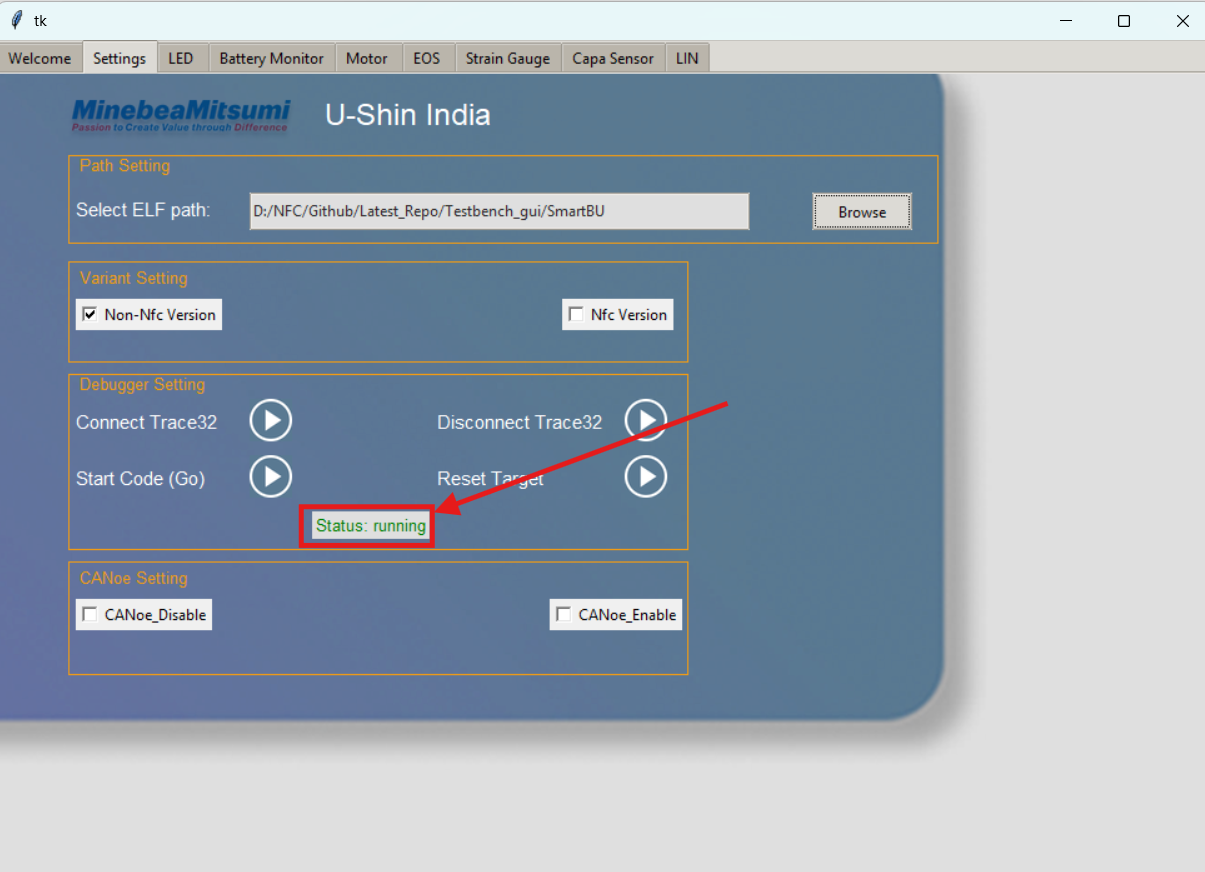 tk
Welcome Settings LED Battery Monitor Motor EOS Strain Gauge Capa Sensor LIN
MinebeaMitsumi
Passion to Create Value through Difference
U-Shin India
Path Setting
Select ELF path: D:/NFC/Github/Latest_Repo/Testbench_gui/SmartBU Browse
Variant Setting
Non-Nfc Version Nfc Version
Debugger Setting
Connect Trace32 Disconnect Trace32
Start Code (Go) Reset Target
Status: running
CANoe Setting
CANoe_Disable CANoe_Enable